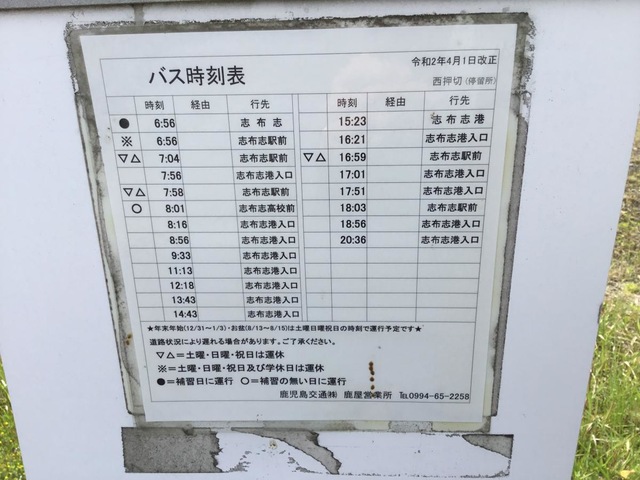 令和2年4月1日改正
バス時刻表
西押切 (停留所)
時刻 経由 行先 時刻 経由 行先
● 6:56 志布志 15:23 志布志港
※ 6:56 志布志駅前 16:21 志布志港入口
▽△ 7:04 志布志駅前 ▽△ 16:59 志布志駅前
7:56 志布志港入口 17:01 志布志港入口
▽△ 7:58 志布志駅前 17:51 志布志港入口
○ 8:01 志布志高校前 18:03 志布志駅前
8:16 志布志港入口 18:56 志布志港入口
8:56 志布志港入口 20:36 志布志港入口
9:33 志布志港入口
11:13 志布志港入口
12:18 志布志港入口
13:43 志布志港入口
14:43 志布志港入口
★年末年始(12/31～1/3)・お盆(8/13～8/15)は土曜日曜祝日の時刻で運行予定です★
道路状況により遅れる場合があります。ご了承ください。
▽△=土曜・日曜・祝日は運休
※=土曜・日曜・祝日及び学休日は運休
●=補習日に運行 ○=補習の無い日に運行
鹿児島交通㈱ 鹿屋営業所 ℡0994-65-2258